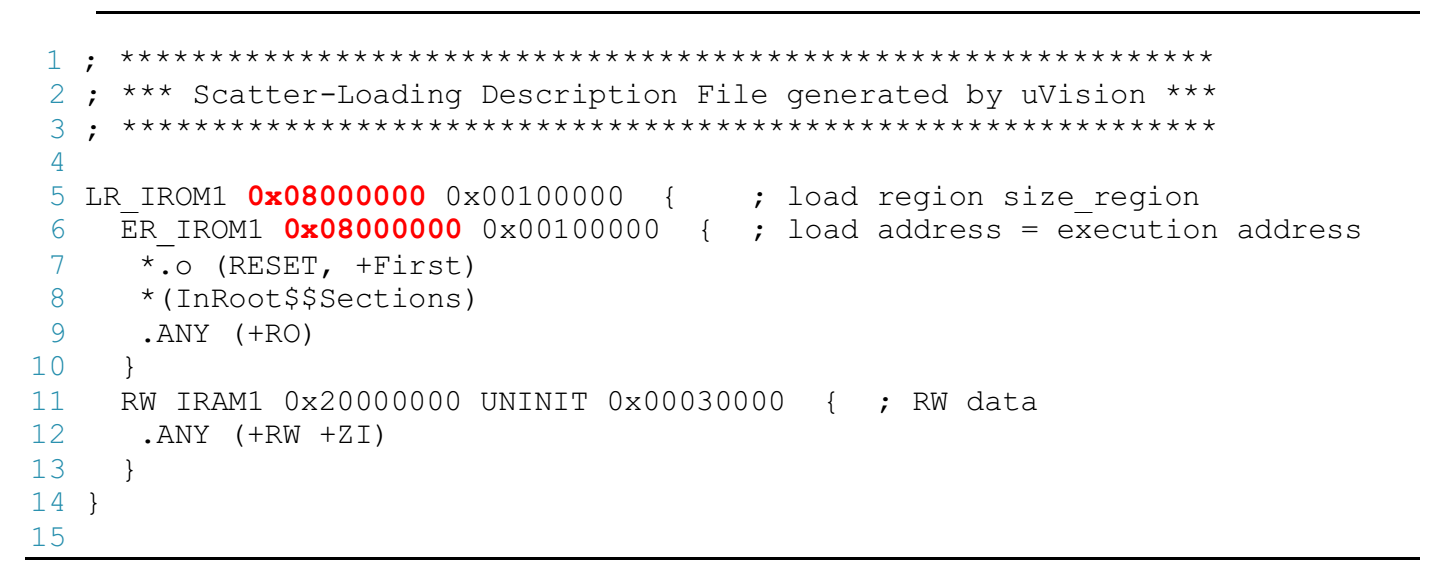 1 ; *************************************************************
2 ; *** Scatter-Loading Description File generated by uVision ***
3 ; *************************************************************
4
5 LR_IROM1 0x08000000 0x00100000 { ; load region size_region
6 ER_IROM1 0x08000000 0x00100000 { ; load address = execution address
7 *.o (RESET, +First)
8 *(InRoot$$Sections)
9 .ANY (+RO)
10 }
11 RW IRAM1 0x20000000 UNINIT 0x00030000 { ; RW data
12 .ANY (+RW +ZI)
13 }
14 }
15